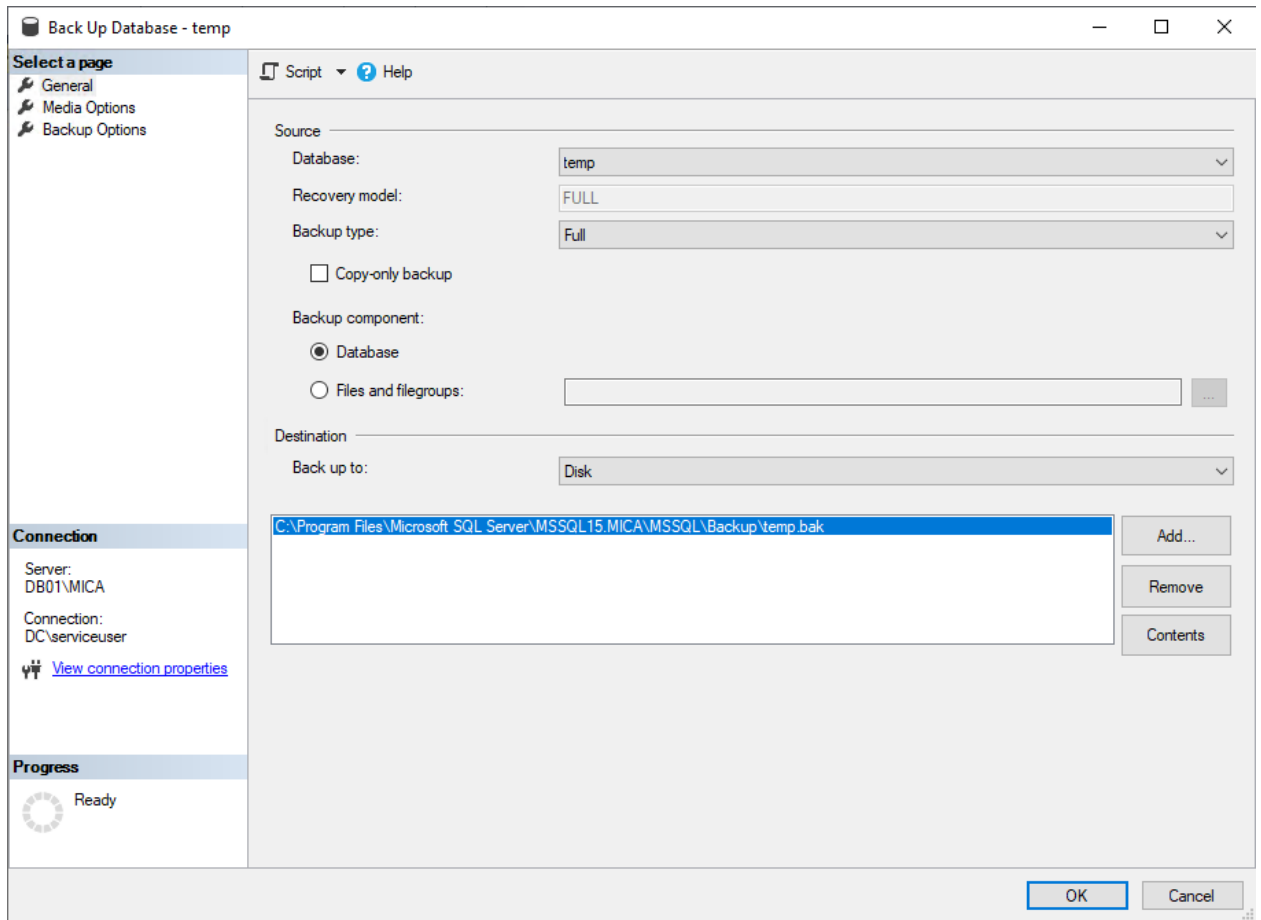 Back Up Database - temp
Select a page
General
Media Options
Backup Options
Script
Help
Source
Database:
temp
Recovery model:
FULL
Backup type:
Full
Copy-only backup
Backup component:
Database
Files and filegroups:
...
Destination
Back up to:
Disk
C:\Program Files\Microsoft SQL Server\MSSQL15.MICA\MSSQL\Backup\temp.bak
Add...
Remove
Contents
Connection
Server:
DB01\MICA
Connection:
DC\serviceuser
View connection properties
Progress
Ready
OK
Cancel